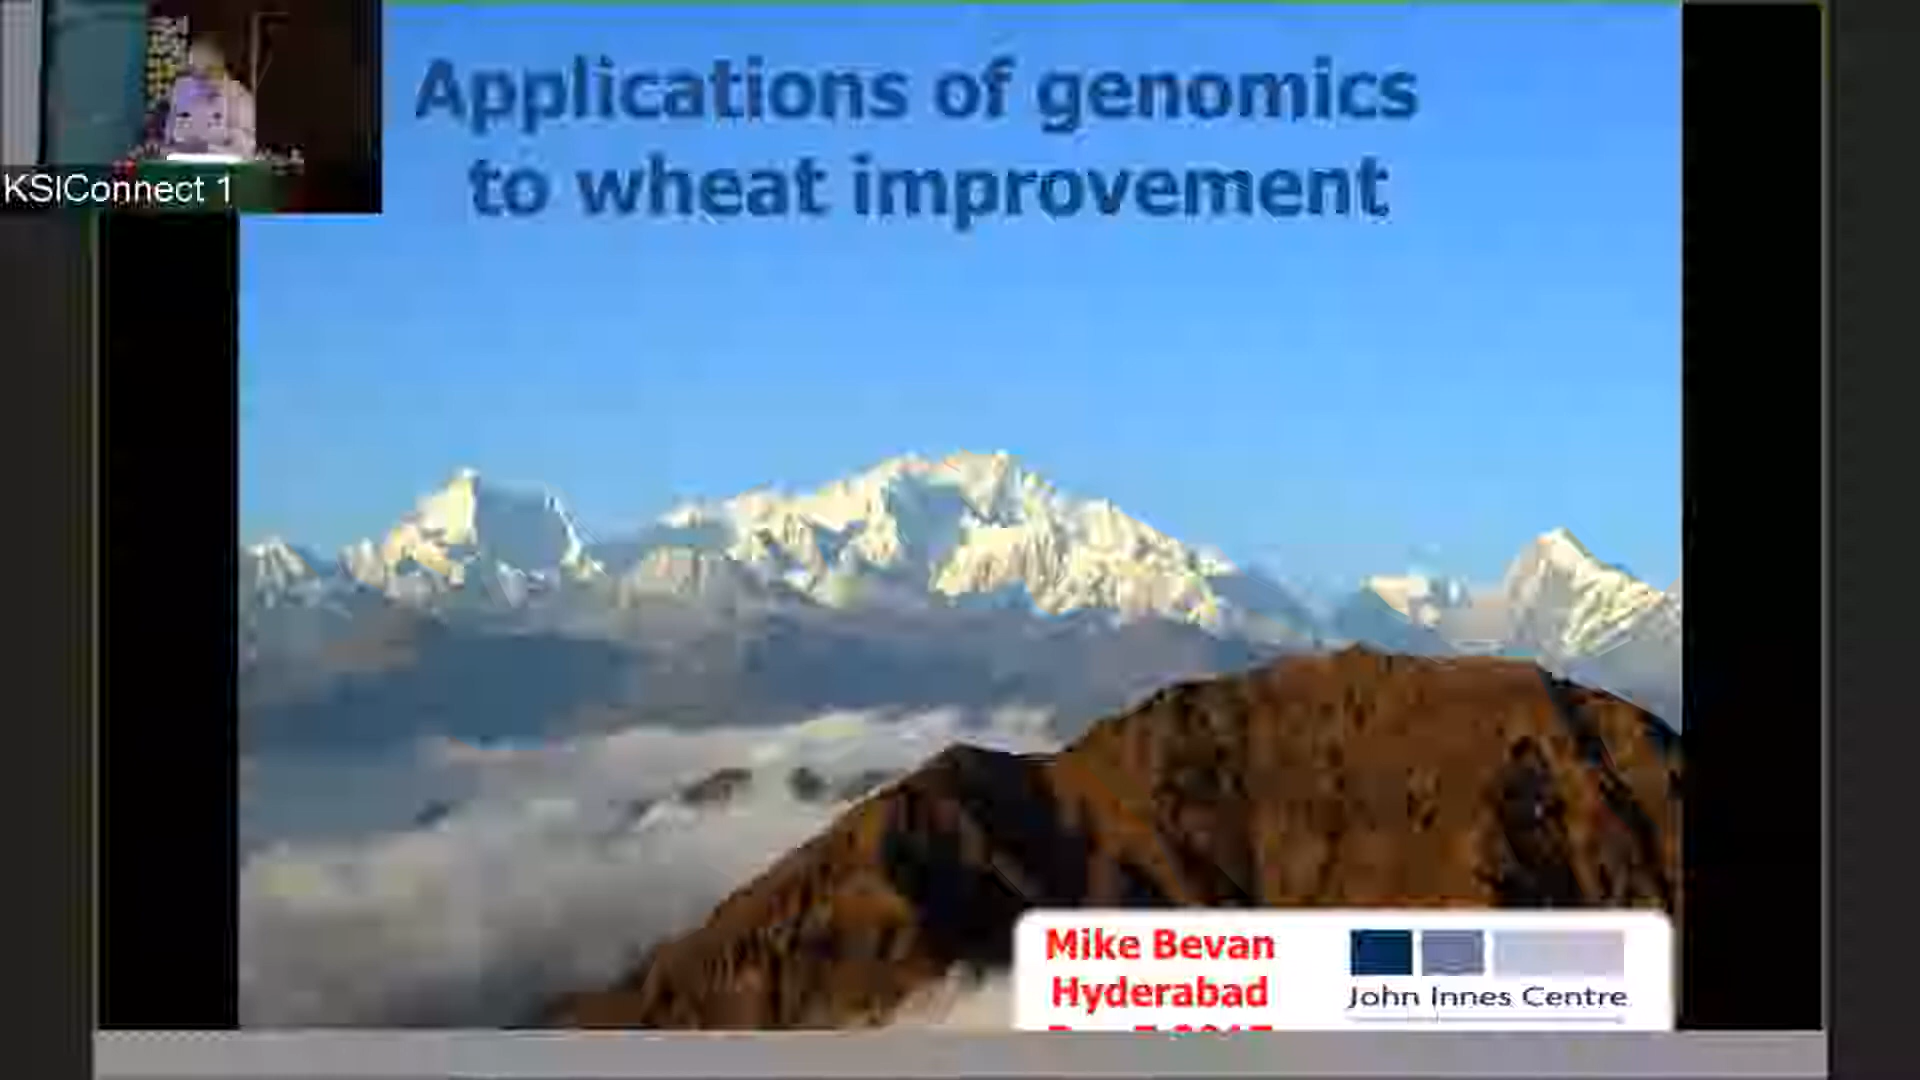 KSIConnect 1
Applications of genomics
to wheat improvement
Mike Bevan
Hyderabad
John Innes Centre